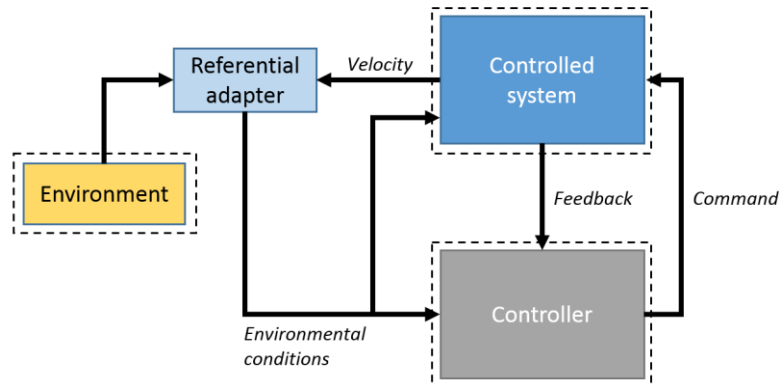 Referential
adapter
Velocity
Controlled
system
Environment
Feedback
Command
Environmental
conditions
Controller